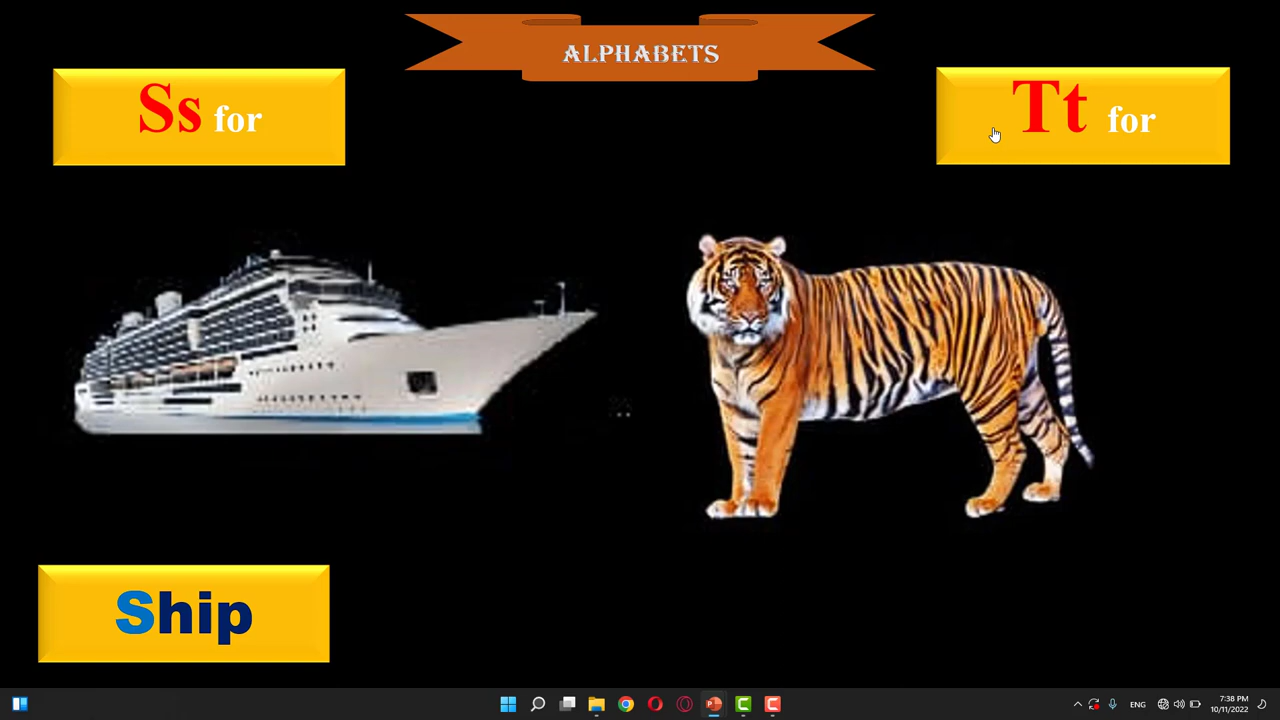 ALPHABETS
Ss for
Tt for
Ship
ENG
7:38 PM
10/11/2022